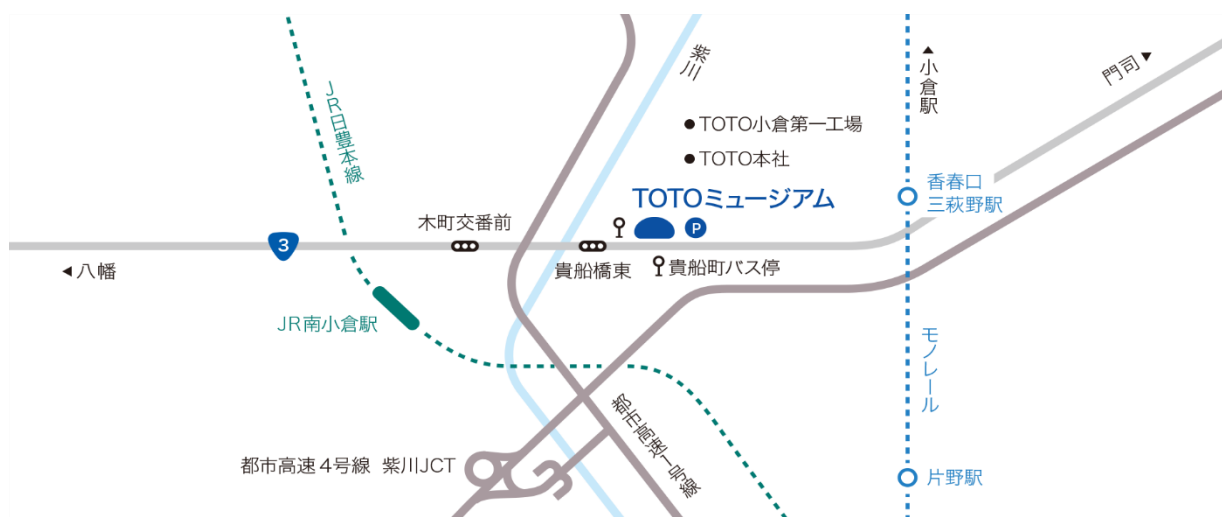 紫川
▲小倉駅
門司▶
JR日豊本線
TOTO小倉第一工場
TOTO本社
香春口
三萩野駅
TOTOミュージアム
P
木町交番前
3
◀八幡
貴船橋東
貴船町バス停
JR南小倉駅
モノレール
都市高速1号線
都市高速4号線 紫川JCT
片野駅